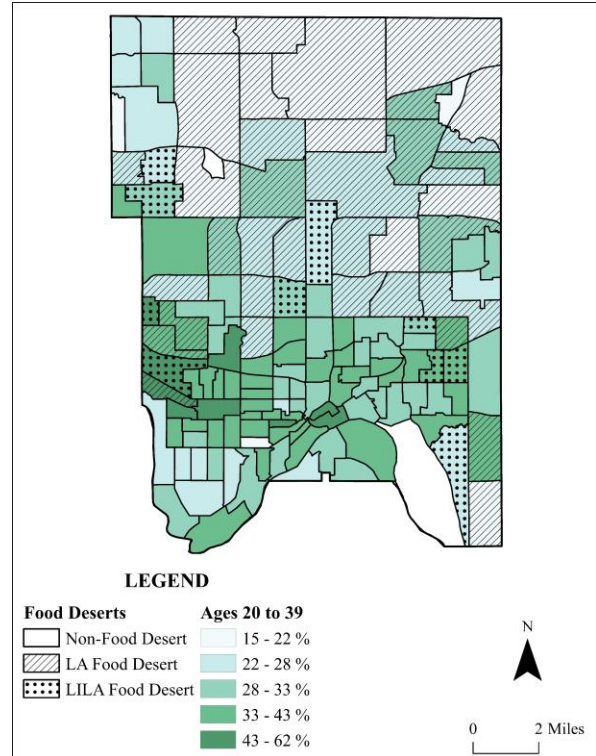 LEGEND
Food Deserts
Non-Food Desert
LA Food Desert
LILA Food Desert
Ages 20 to 39
15 - 22 %
22 - 28 %
28 - 33 %
33 - 43 %
43 - 62 %
N
0 2 Miles